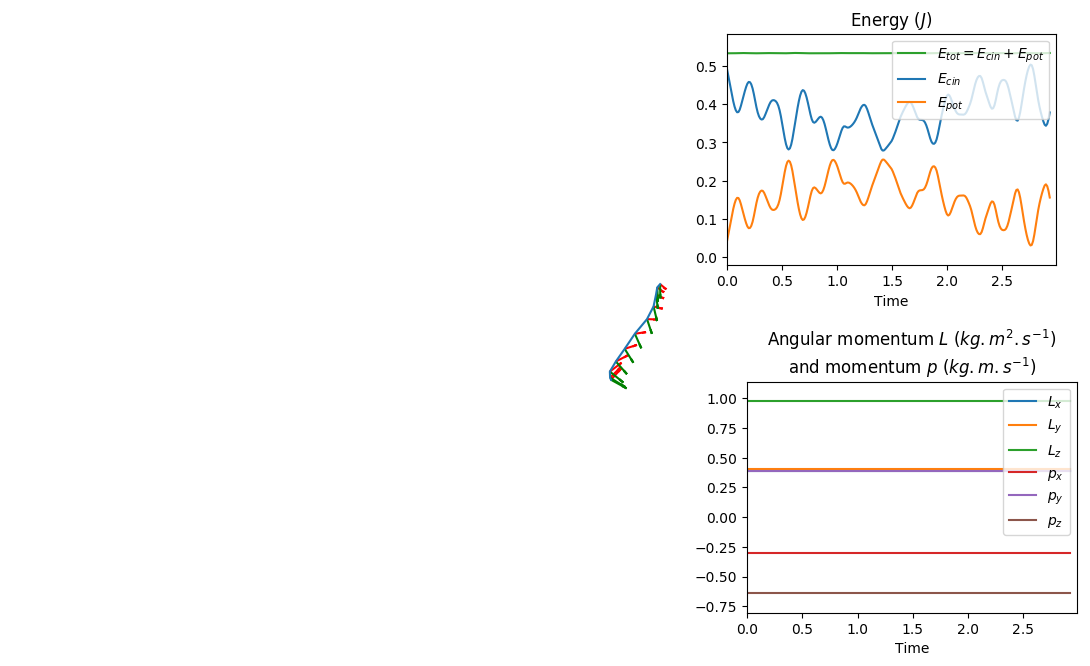 Energy (J)
E_tot = E_cin + E_pot
E_cin
E_pot
0.5
0.4
0.3
0.2
0.1
0.0
0.0 0.5 1.0 1.5 2.0 2.5
Time
Angular momentum L (kg.m².s⁻¹)
and momentum p (kg.m.s⁻¹)
L_x
L_y
L_z
p_x
p_y
p_z
1.00
0.75
0.50
0.25
0.00
−0.25
−0.50
−0.75
0.0 0.5 1.0 1.5 2.0 2.5
Time